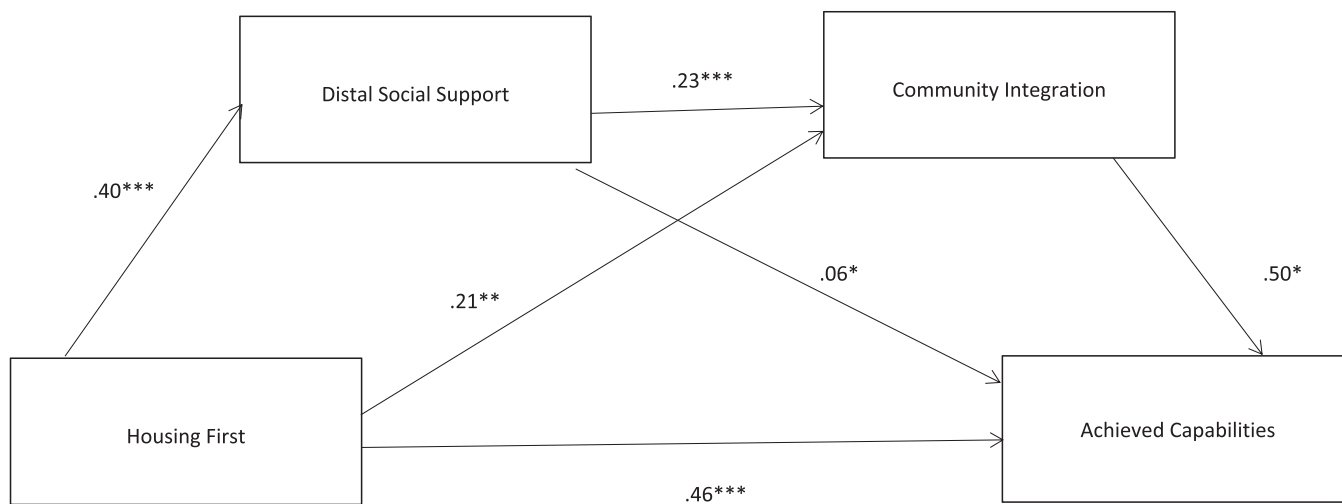 Distal Social Support
Community Integration
.23***
.40***
.21**
.06*
.50*
Housing First
Achieved Capabilities
.46***